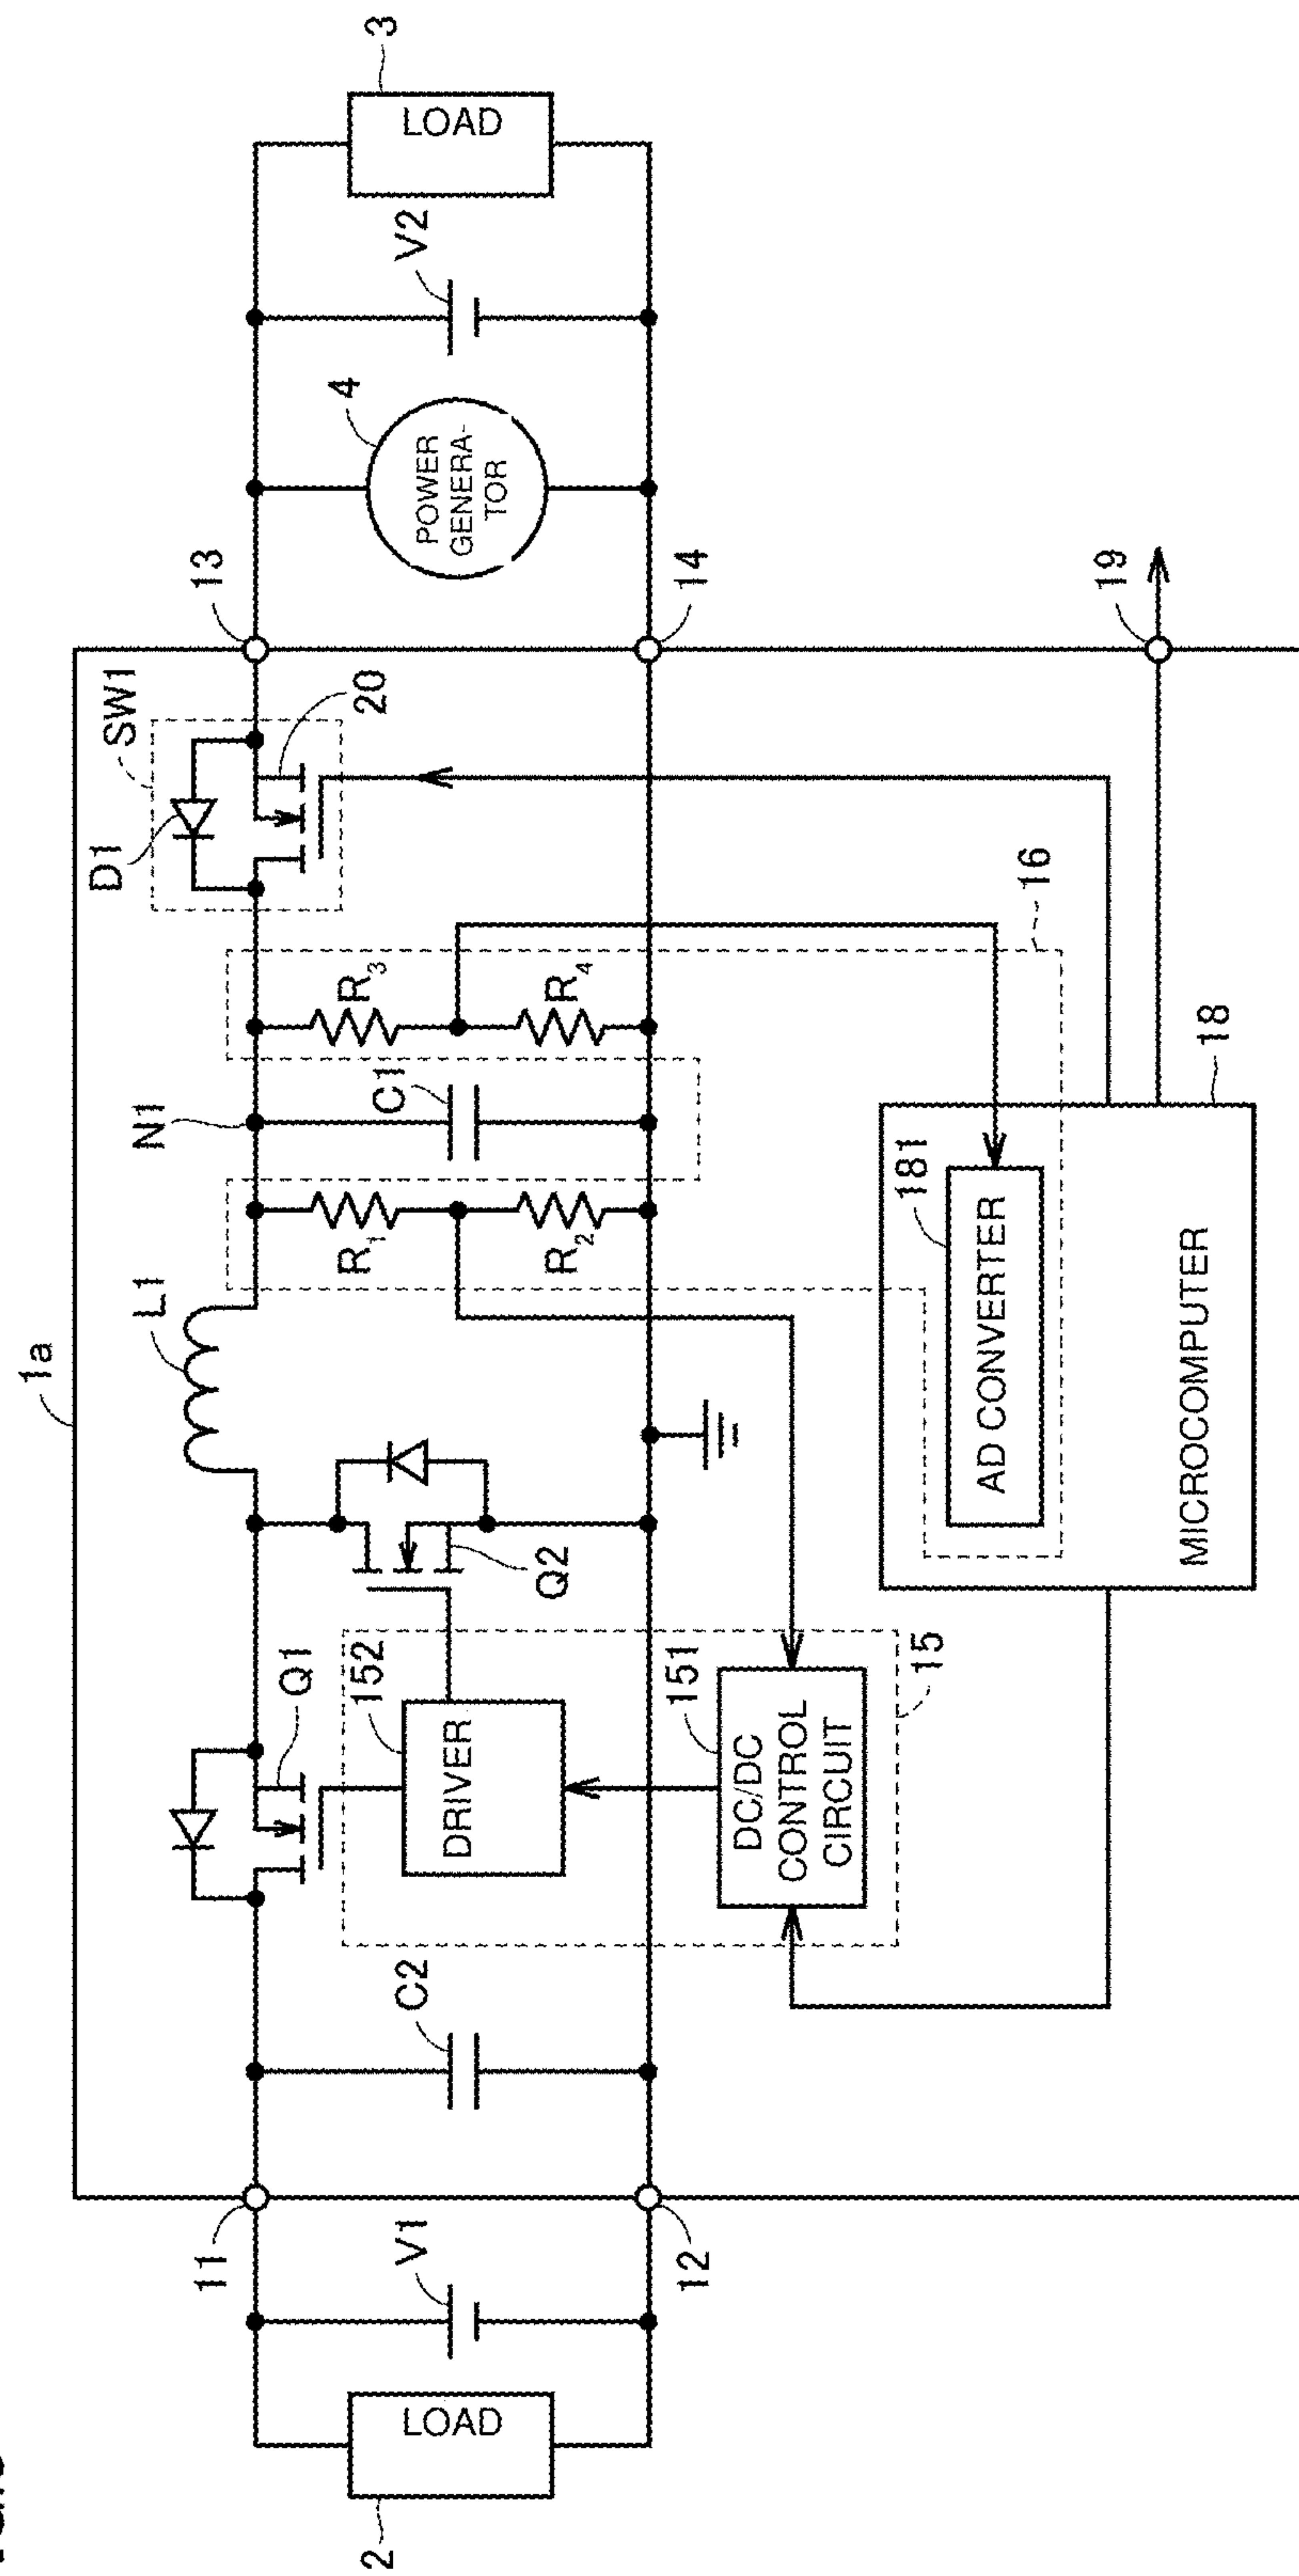 1a
SW1
D1
20
13
N1
L1
R1
R2
R3
R4
C1
Q1
Q2
152
DRIVER
151
DC/DC
CONTROL
CIRCUIT
15
C2
11
12
V1
LOAD
2
14
4
POWER
GENERA-
TOR
V2
LOAD
3
16
19
18
181
AD CONVERTER
MICROCOMPUTER